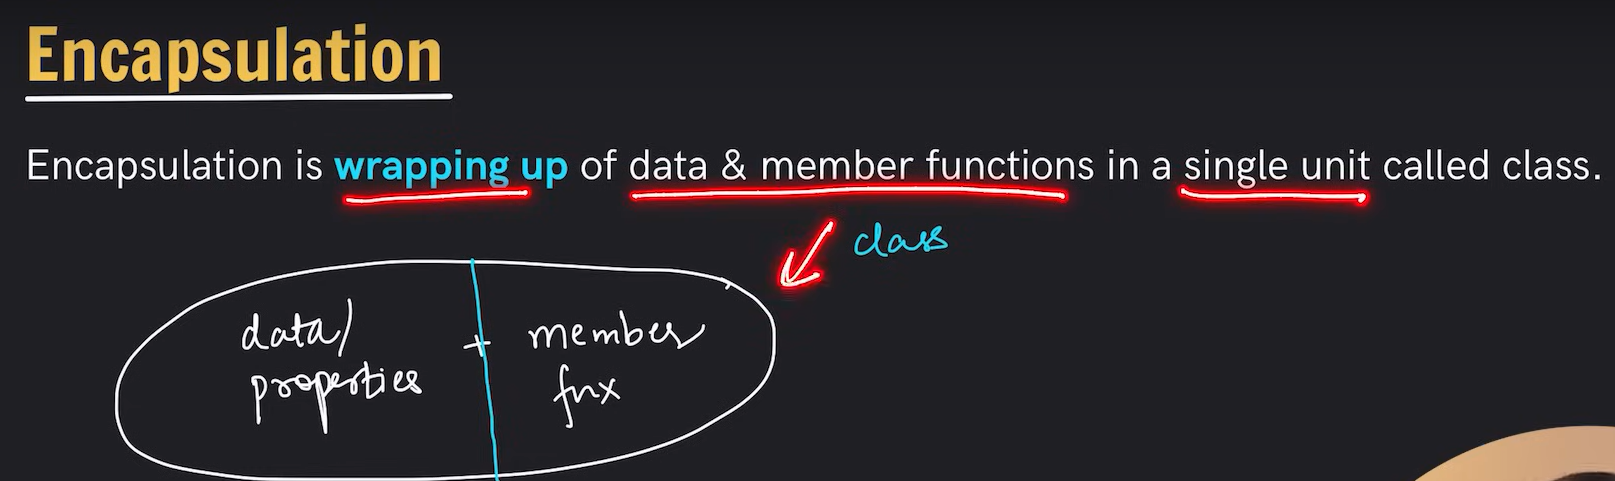 Encapsulation
Encapsulation is wrapping up of data & member functions in a single unit called class.
class
data/ + member
properties fnx